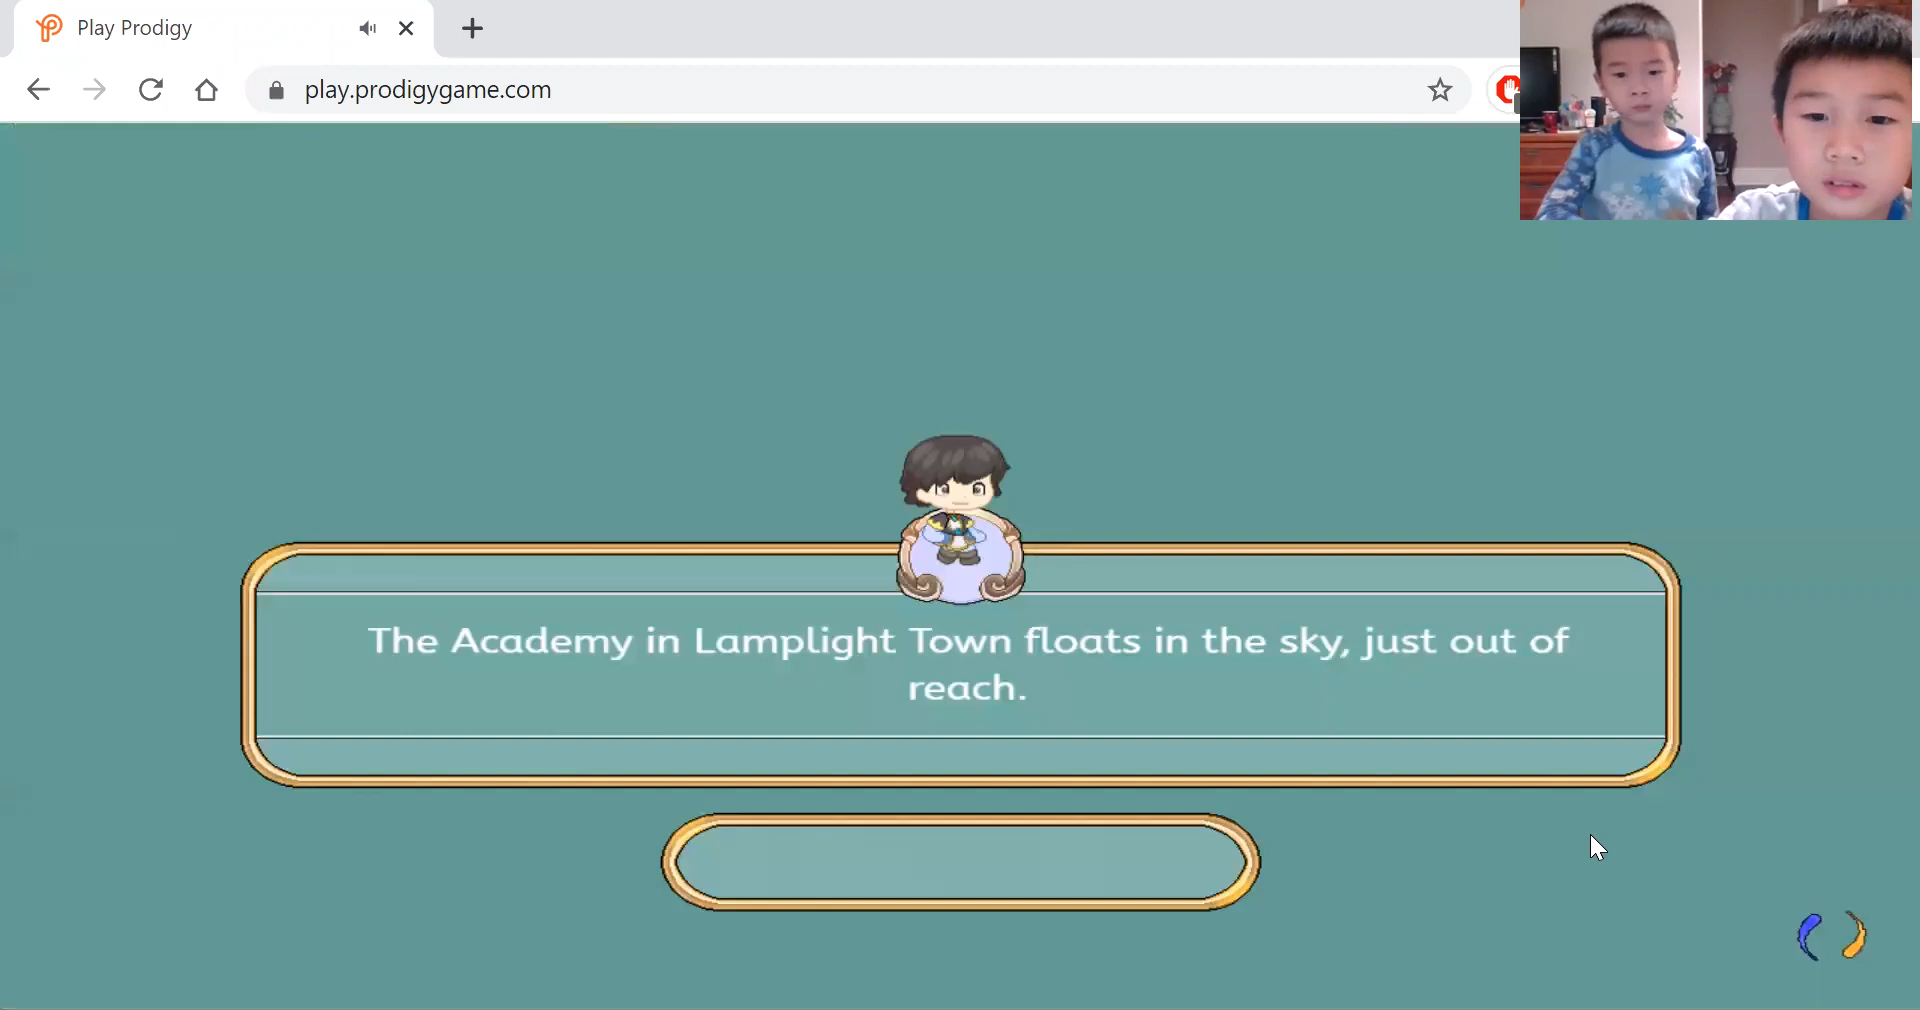 Play Prodigy
play.prodigygame.com
The Academy in Lamplight Town floats in the sky, just out of
reach.